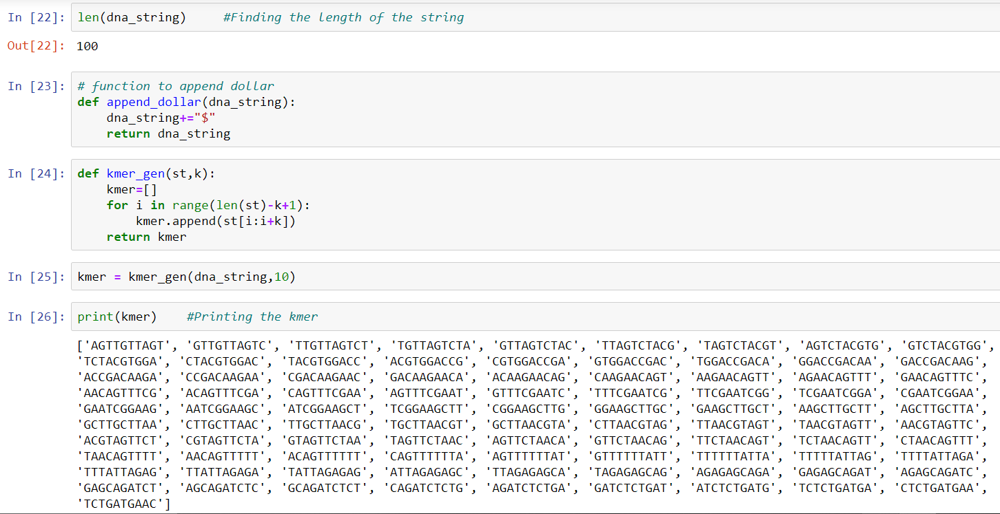 In [22]: len(dna_string)     #Finding the length of the string
Out[22]: 100
In [23]: # function to append dollar
def append_dollar(dna_string):
    dna_string+="$"
    return dna_string
In [24]: def kmer_gen(st,k):
    kmer=[]
    for i in range(len(st)-k+1):
        kmer.append(st[i:i+k])
    return kmer
In [25]: kmer = kmer_gen(dna_string,10)
In [26]: print(kmer)    #Printing the kmer
['AGTTGTTAGT', 'GTTGTTAGTC', 'TTGTTAGTCT', 'TGTTAGTCTA', 'GTTAGTCTAC', 'TTAGTCTACG', 'TAGTCTACGT', 'AGTCTACGTG', 'GTCTACGTGG',
'TCTACGTGGA', 'CTACGTGGAC', 'TACGTGGACC', 'ACGTGGACCG', 'CGTGGACCGA', 'GTGGACCGAC', 'TGGACCGACA', 'GGACCGACAA', 'GACCGACAAG',
'ACCGACAAGA', 'CCGACAAGAA', 'CGACAAGAAC', 'GACAAGAACA', 'ACAAGAACAG', 'CAAGAACAGT', 'AAGAACAGTT', 'AGAACAGTTT', 'GAACAGTTTC',
'AACAGTTTCG', 'ACAGTTTCGA', 'CAGTTTCGAA', 'AGTTTCGAAT', 'GTTTCGAATC', 'TTTCGAATCG', 'TTCGAATCGG', 'TCGAATCGGA', 'CGAATCGGAA',
'GAATCGGAAG', 'AATCGGAAGC', 'ATCGGAAGCT', 'TCGGAAGCTT', 'CGGAAGCTTG', 'GGAAGCTTGC', 'GAAGCTTGCT', 'AAGCTTGCTT', 'AGCTTGCTTA',
'GCTTGCTTAA', 'CTTGCTTAAC', 'TTGCTTAACG', 'TGCTTAACGT', 'GCTTAACGTA', 'CTTAACGTAG', 'TTAACGTAGT', 'TAACGTAGTT', 'AACGTAGTTC',
'ACGTAGTTCT', 'CGTAGTTCTA', 'GTAGTTCTAA', 'TAGTTCTAAC', 'AGTTCTAACA', 'GTTCTAACAG', 'TTCTAACAGT', 'TCTAACAGTT', 'CTAACAGTTT',
'TAACAGTTTT', 'AACAGTTTTT', 'ACAGTTTTTT', 'CAGTTTTTTA', 'AGTTTTTTAT', 'GTTTTTTATT', 'TTTTTTATTA', 'TTTTTATTAG', 'TTTTATTAGA',
'TTTATTAGAG', 'TTATTAGAGA', 'TATTAGAGAG', 'ATTAGAGAGC', 'TTAGAGAGCA', 'TAGAGAGCAG', 'AGAGAGCAGA', 'GAGAGCAGAT', 'AGAGCAGATC',
'GAGCAGATCT', 'AGCAGATCTC', 'GCAGATCTCT', 'CAGATCTCTG', 'AGATCTCTGA', 'GATCTCTGAT', 'ATCTCTGATG', 'TCTCTGATGA', 'CTCTGATGAA',
'TCTGATGAAC']